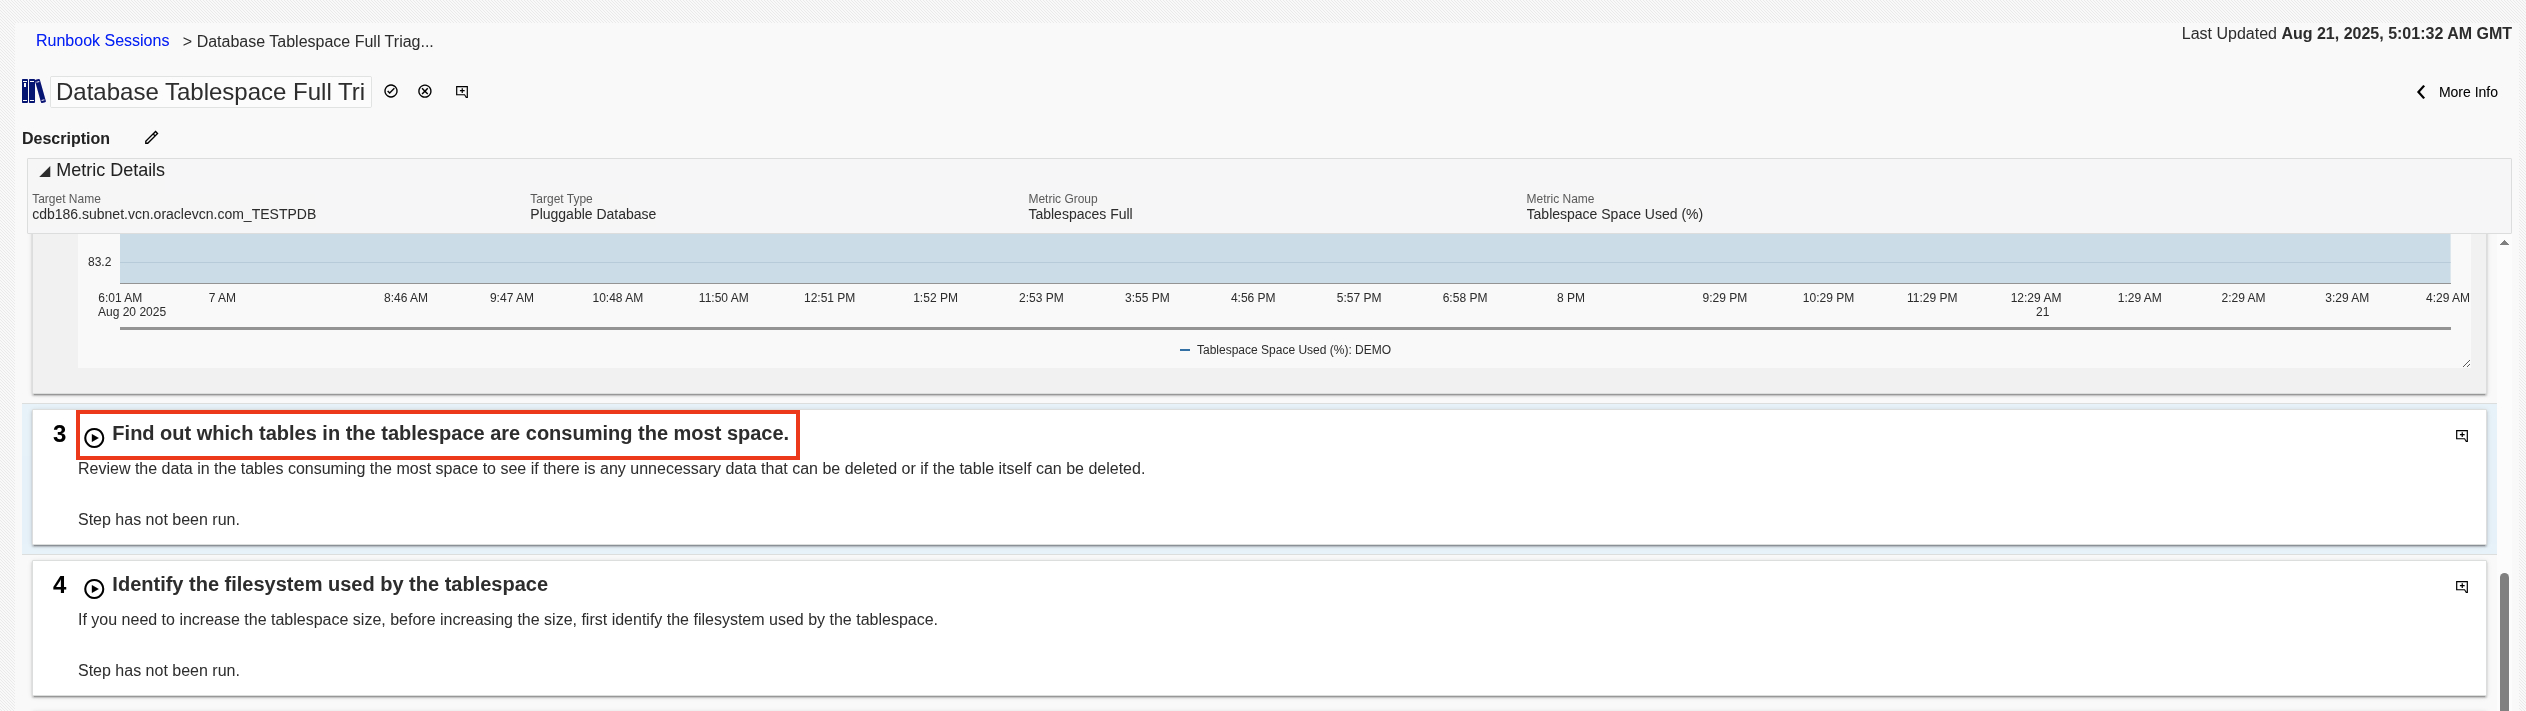 Runbook Sessions > Database Tablespace Full Triag...
Last Updated Aug 21, 2025, 5:01:32 AM GMT
Database Tablespace Full Tri
More Info
Description
Metric Details
Target Name Target Type Metric Group Metric Name
cdb186.subnet.vcn.oraclevcn.com_TESTPDB Pluggable Database Tablespaces Full Tablespace Space Used (%)
83.2
6:01 AM 7 AM 8:46 AM 9:47 AM 10:48 AM 11:50 AM 12:51 PM 1:52 PM 2:53 PM 3:55 PM 4:56 PM 5:57 PM 6:58 PM 8 PM 9:29 PM 10:29 PM 11:29 PM 12:29 AM 1:29 AM 2:29 AM 3:29 AM 4:29 AM
Aug 20 2025 21
Tablespace Space Used (%): DEMO
3 Find out which tables in the tablespace are consuming the most space.
Review the data in the tables consuming the most space to see if there is any unnecessary data that can be deleted or if the table itself can be deleted.
Step has not been run.
4 Identify the filesystem used by the tablespace
If you need to increase the tablespace size, before increasing the size, first identify the filesystem used by the tablespace.
Step has not been run.